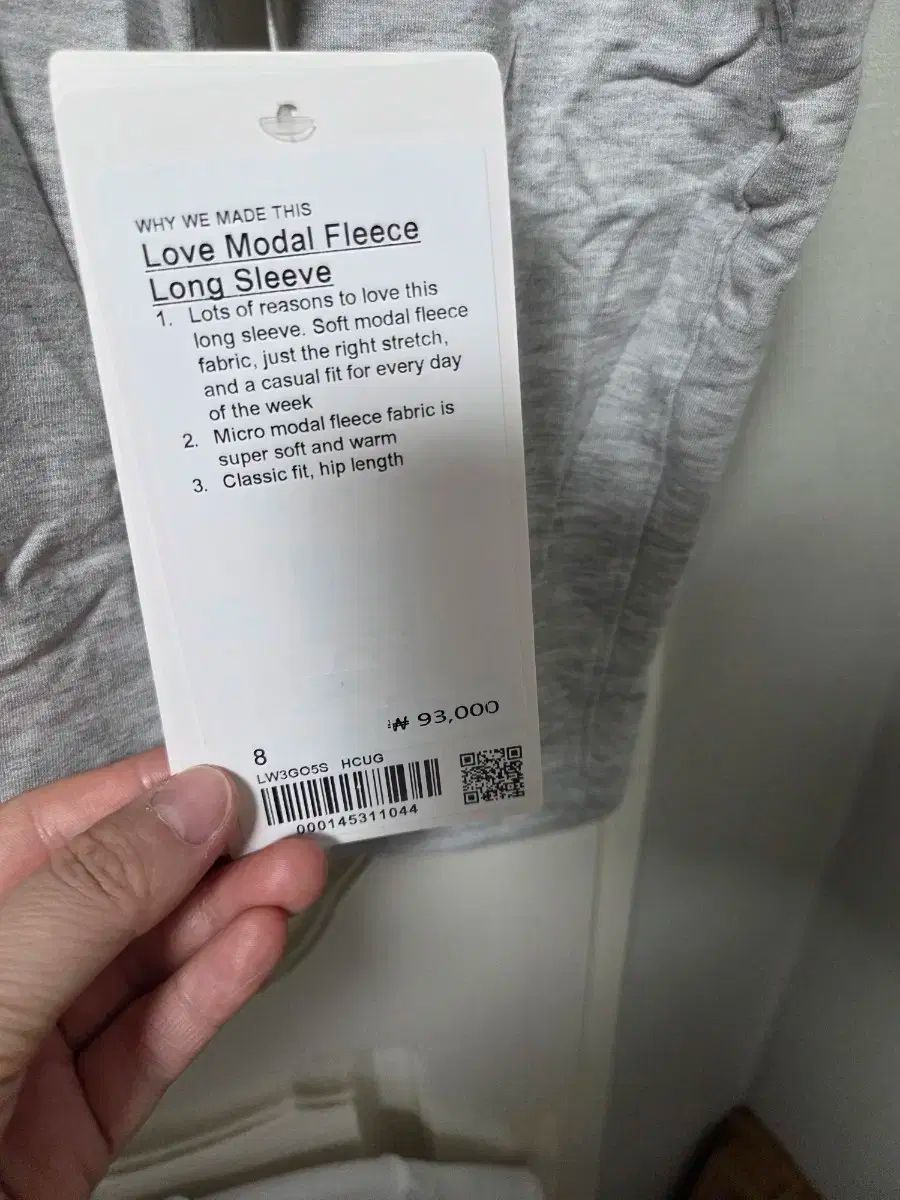 WHY WE MADE THIS
Love Modal Fleece
Long Sleeve
1. Lots of reasons to love this
long sleeve. Soft modal fleece
fabric, just the right stretch,
and a casual fit for every day
of the week
2. Micro modal fleece fabric is
super soft and warm
3. Classic fit, hip length
₩ 93,000
8
LW3GO5S HCUG
000145311044